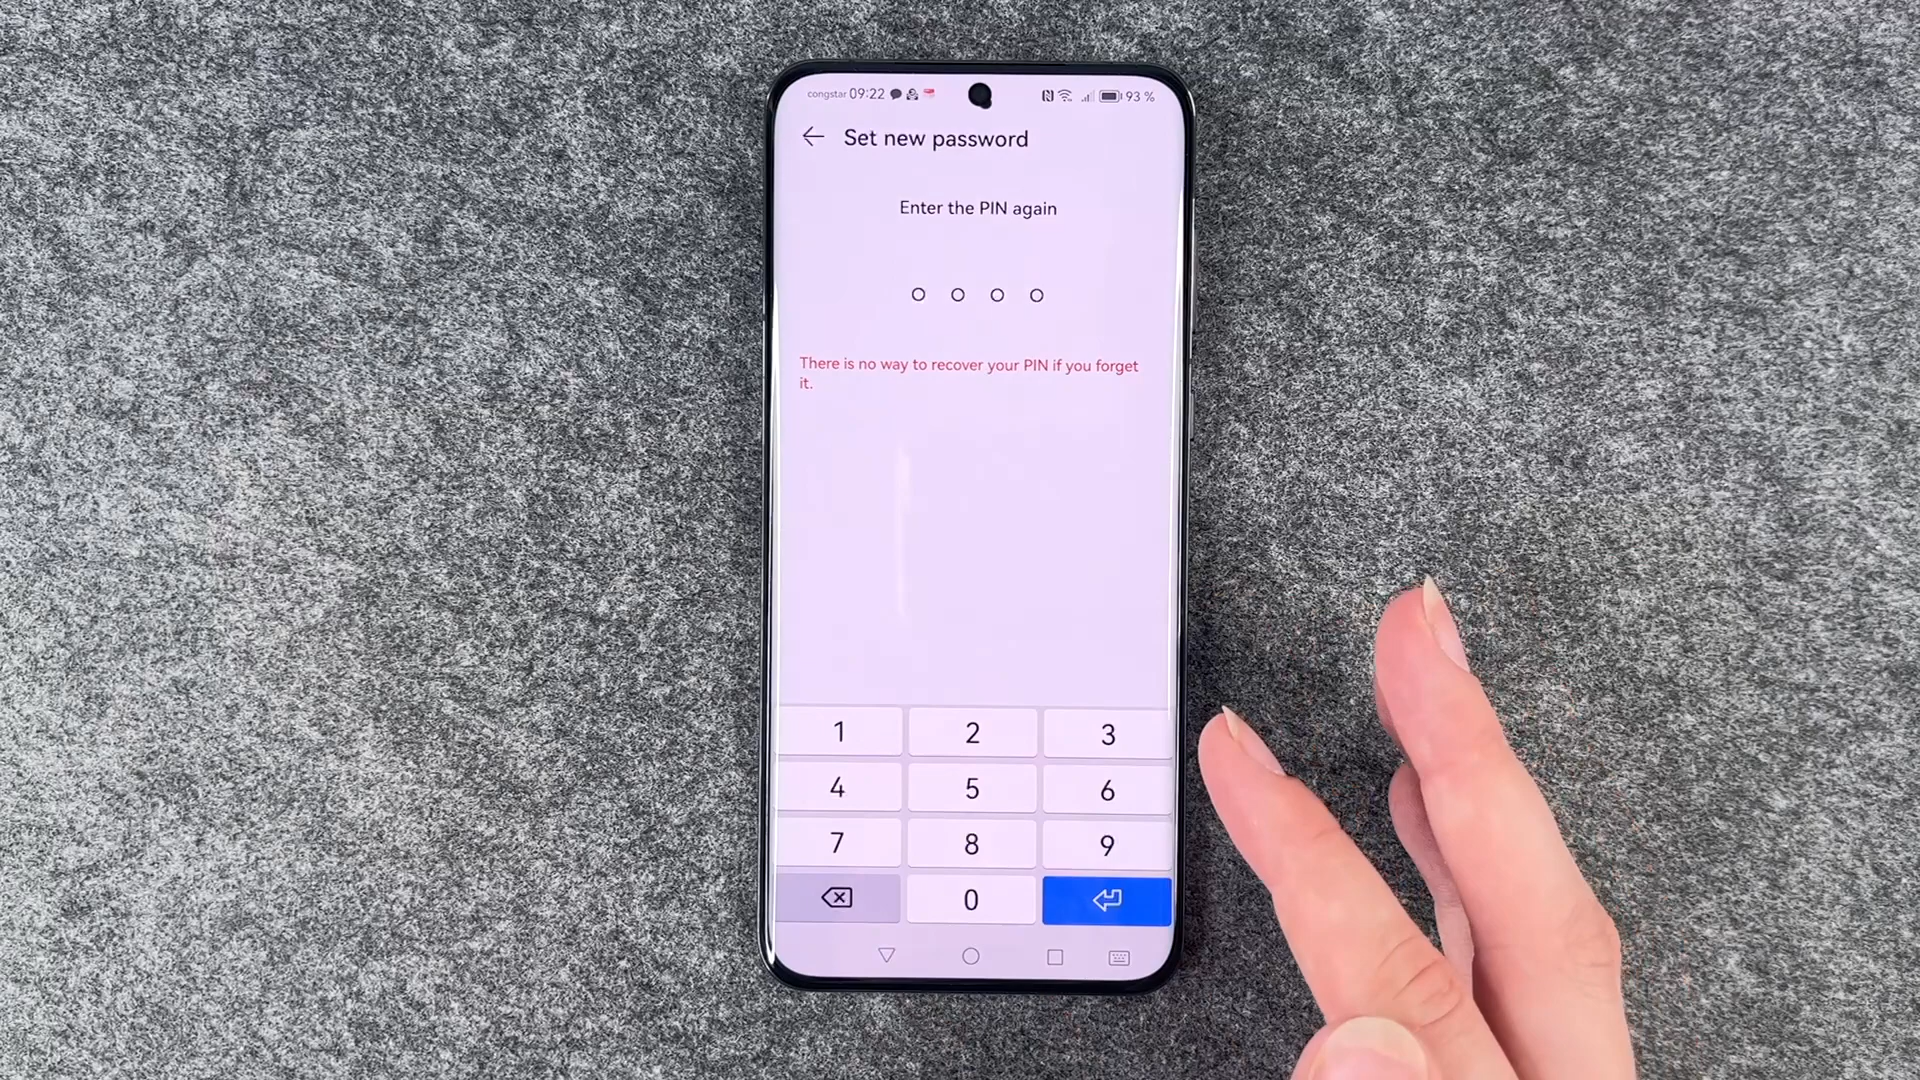 congstar 09:22 93 %
Set new password
Enter the PIN again
There is no way to recover your PIN if you forget
it.
1 2 3
4 5 6
7 8 9
0